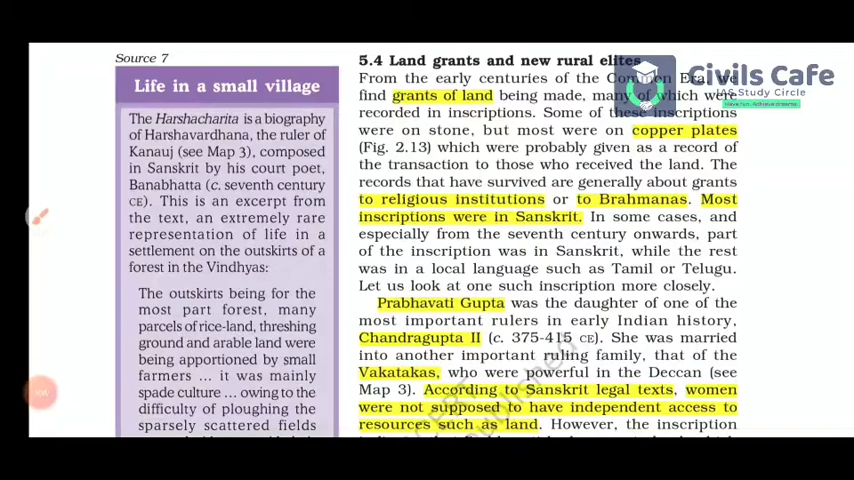 Source 7
Life in a small village
The Harshacharita is a biography
of Harshavardhana, the ruler of
Kanauj (see Map 3), composed
in Sanskrit by his court poet,
Banabhatta (c. seventh century
CE). This is an excerpt from
the text, an extremely rare
representation of life in a
settlement on the outskirts of a
forest in the Vindhyas:
The outskirts being for the
most part forest, many
parcels of rice-land, threshing
ground and arable land were
being apportioned by small
farmers ... it was mainly
spade culture ... owing to the
difficulty of ploughing the
sparsely scattered fields
5.4 Land grants and new rural elites
From the early centuries of the Common Era, we
find grants of land being made, many of which were
recorded in inscriptions. Some of these inscriptions
were on stone, but most were on copper plates
(Fig. 2.13) which were probably given as a record of
the transaction to those who received the land. The
records that have survived are generally about grants
to religious institutions or to Brahmanas. Most
inscriptions were in Sanskrit. In some cases, and
especially from the seventh century onwards, part
of the inscription was in Sanskrit, while the rest
was in a local language such as Tamil or Telugu.
Let us look at one such inscription more closely.
Prabhavati Gupta was the daughter of one of the
most important rulers in early Indian history,
Chandragupta II (c. 375-415 CE). She was married
into another important ruling family, that of the
Vakatakas, who were powerful in the Deccan (see
Map 3). According to Sanskrit legal texts, women
were not supposed to have independent access to
resources such as land. However, the inscription
Civils Cafe
IAS Study Circle